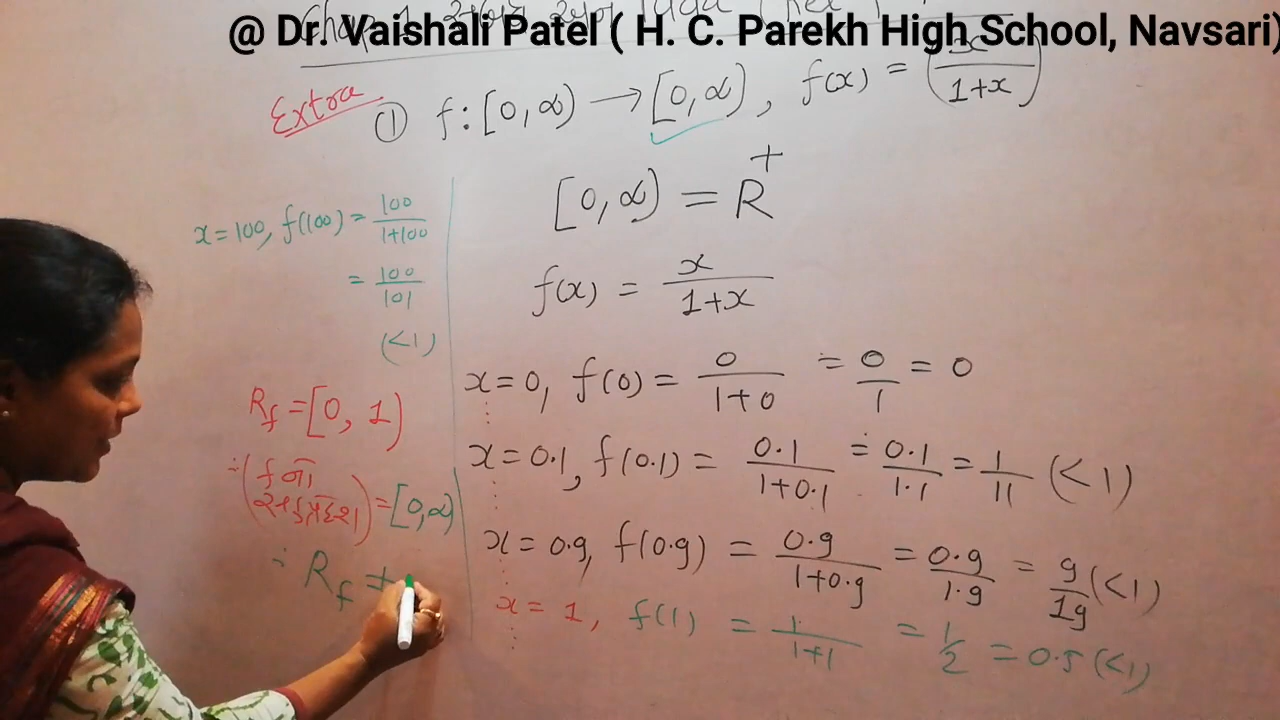 @ Dr. Vaishali Patel ( H. C. Parekh High School, Navsari)
Extra
① f : [0, ∞) → [0, ∞), f(x) = (x/1+x)
[0, ∞) = R⁺
f(x) = x/1+x
x = 0, f(0) = 0/1+0 = 0/1 = 0
x = 0.1, f(0.1) = 0.1/1+0.1 = 0.1/1.1 = 1/11 (< 1)
x = 0.9, f(0.9) = 0.9/1+0.9 = 0.9/1.9 = 9/19 (< 1)
x = 1, f(1) = 1/1+1 = 1/2 = 0.5 (< 1)
x = 100, f(100) = 100/1+100
= 100/101
(< 1)
R_f = [0, 1)
∴ (f નો
સહપ્રદેશ) = [0, ∞)
∴ R_f ≠